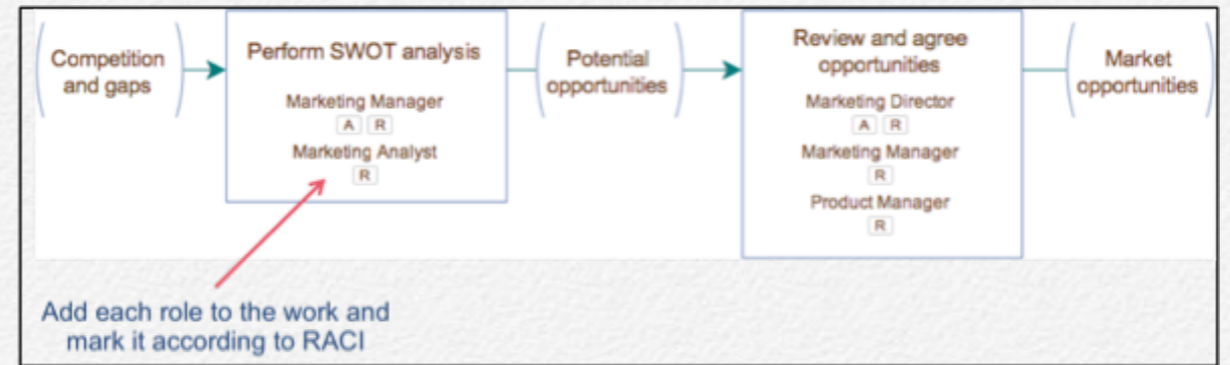 Competition
and gaps
Perform SWOT analysis
Marketing Manager
A R
Marketing Analyst
R
Potential
opportunities
Review and agree
opportunities
Marketing Director
A R
Marketing Manager
R
Product Manager
R
Market
opportunities
Add each role to the work and
mark it according to RACI